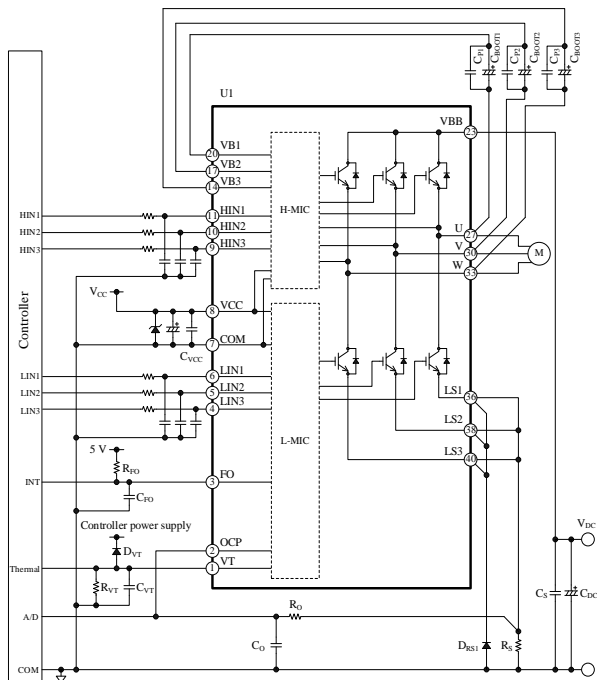 CP1
CBOOT1
CP2
CBOOT2
CP3
CBOOT3
U1
VBB
23
VB1
20
VB2
17
VB3
14
H-MIC
HIN1
HIN1
11
HIN2
HIN2
10
HIN3
HIN3
9
U
27
V
30
W
33
M
Controller
VCC
VCC
8
COM
7
CVCC
LIN1
LIN1
6
LIN2
LIN2
5
LIN3
LIN3
4
L-MIC
LS1
36
LS2
38
LS3
40
5 V
RFO
INT
FO
3
CFO
Controller power supply
DVT
OCP
2
VT
1
Thermal
RVT
CVT
VDC
CS
CDC
A/D
RO
CO
DRS1
RS
COM